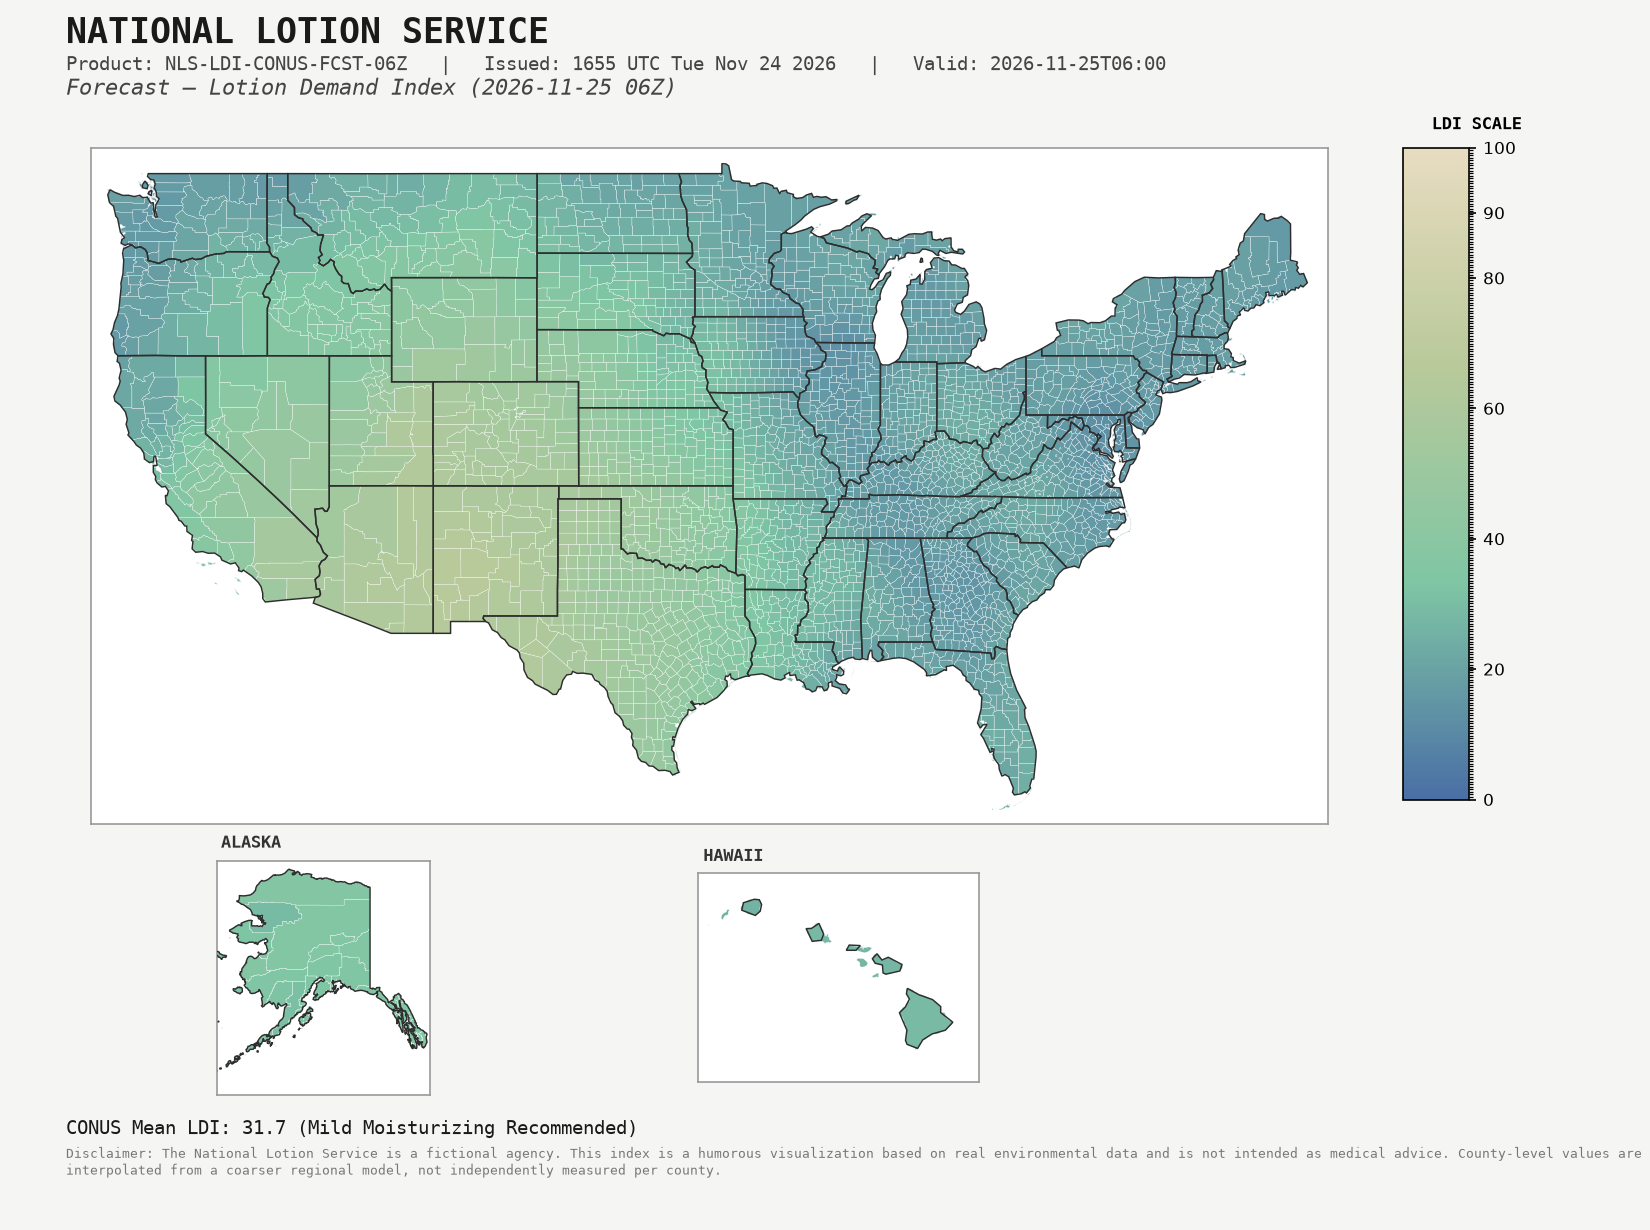 NATIONAL LOTION SERVICE
Product: NLS-LDI-CONUS-FCST-06Z | Issued: 1655 UTC Tue Nov 24 2026 | Valid: 2026-11-25T06:00
Forecast — Lotion Demand Index (2026-11-25 06Z)
LDI SCALE
100
90
80
60
40
20
0
ALASKA
HAWAII
CONUS Mean LDI: 31.7 (Mild Moisturizing Recommended)
Disclaimer: The National Lotion Service is a fictional agency. This index is a humorous visualization based on real environmental data and is not intended as medical advice. County-level values are
interpolated from a coarser regional model, not independently measured per county.